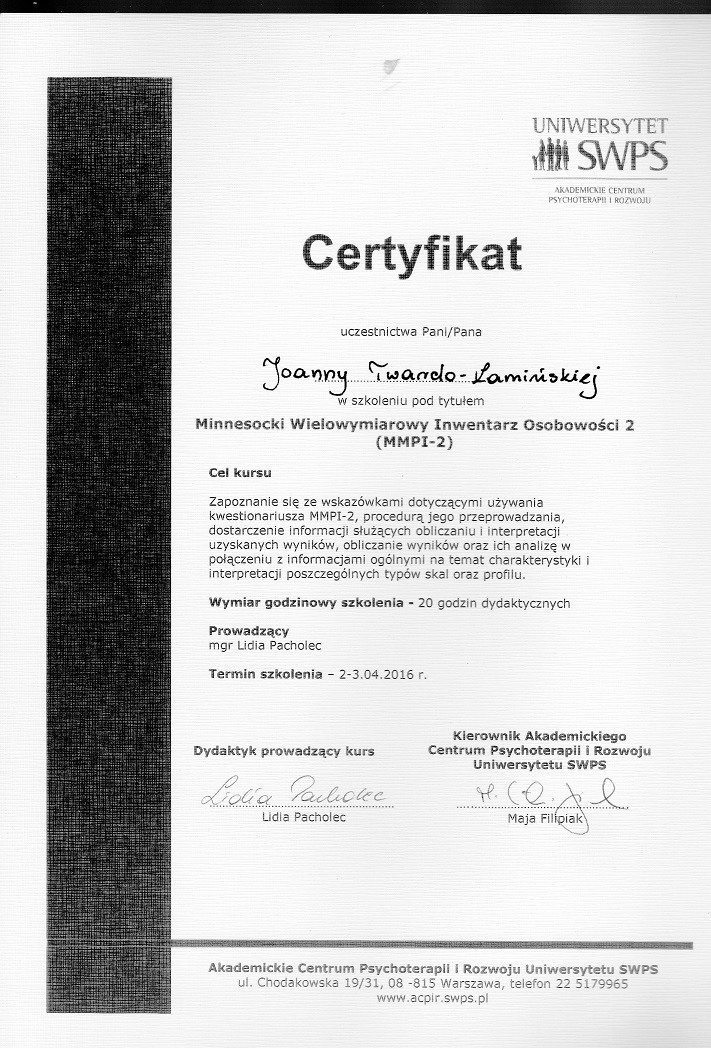 UNIWERSYTET
SWPS
AKADEMICKIE CENTRUM
PSYCHOTERAPII I ROZWOJU
Certyfikat
uczestnictwa Pani/Pana
Joanny Twardo-Kamińskiej
w szkoleniu pod tytułem
Minnesocki Wielowymiarowy Inwentarz Osobowości 2
(MMPI-2)
Cel kursu
Zapoznanie się ze wskazówkami dotyczącymi używania
kwestionariusza MMPI-2, procedurą jego przeprowadzania,
dostarczenie informacji służących obliczaniu i interpretacji
uzyskanych wyników, obliczanie wyników oraz ich analizę w
połączeniu z informacjami ogólnymi na temat charakterystyki i
interpretacji poszczególnych typów skal oraz profilu.
Wymiar godzinowy szkolenia - 20 godzin dydaktycznych
Prowadzący
mgr Lidia Pacholec
Termin szkolenia – 2-3.04.2016 r.
Kierownik Akademickiego
Centrum Psychoterapii i Rozwoju
Uniwersytetu SWPS
Dydaktyk prowadzący kurs
Lidia Pacholec
Lidia Pacholec
Maja Filipiak
Akademickie Centrum Psychoterapii i Rozwoju Uniwersytetu SWPS
ul. Chodakowska 19/31, 08 -815 Warszawa, telefon 22 5179965
www.acpir.swps.pl